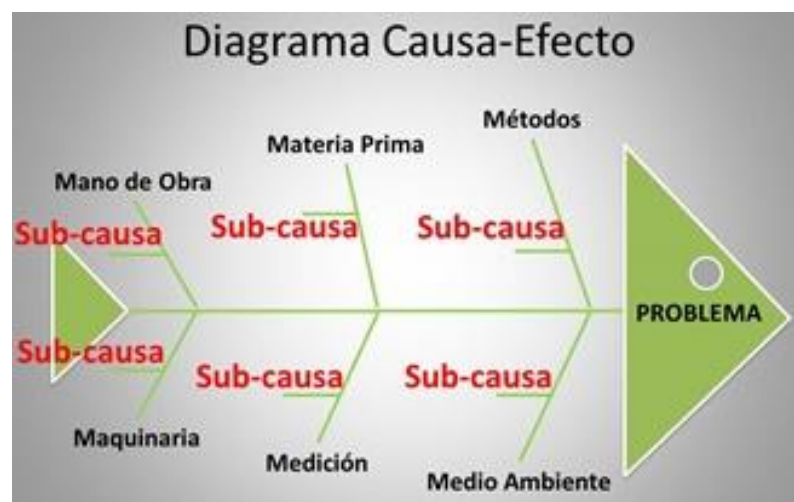 Diagrama Causa-Efecto
Métodos
Materia Prima
Mano de Obra
Sub-causa
Sub-causa
Sub-causa
PROBLEMA
Sub-causa
Sub-causa
Sub-causa
Maquinaria
Medición
Medio Ambiente